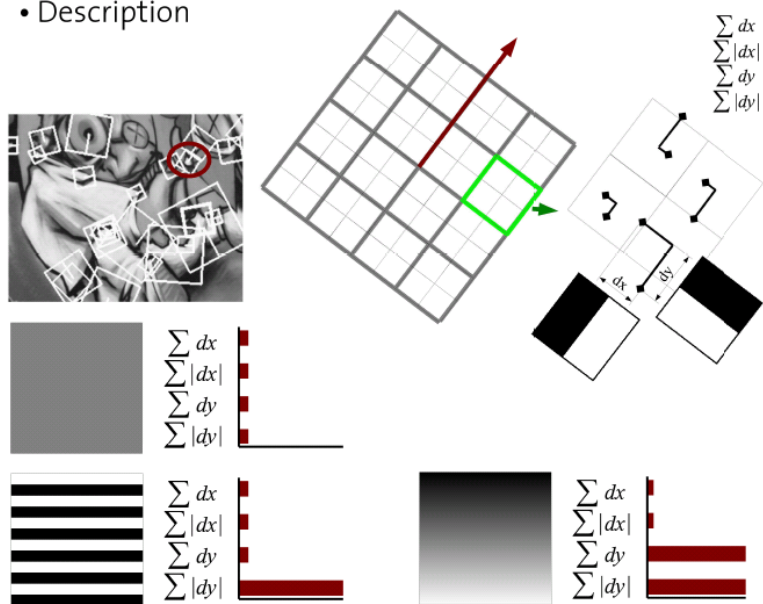 • Description
∑ dx
∑ |dx|
∑ dy
∑ |dy|
dx
dy
∑ dx
∑ |dx|
∑ dy
∑ |dy|
∑ dx
∑ |dx|
∑ dy
∑ |dy|
∑ dx
∑ |dx|
∑ dy
∑ |dy|